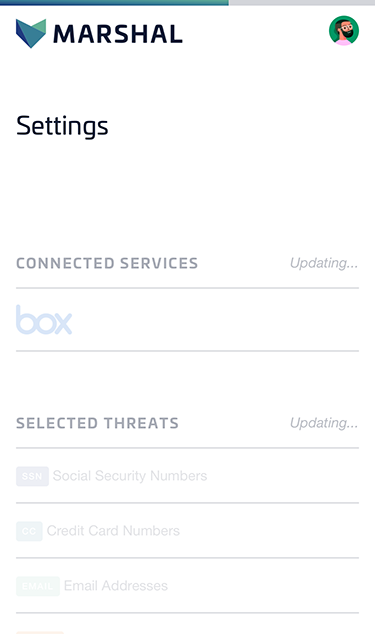 MARSHAL
Settings
CONNECTED SERVICES Updating...
box
SELECTED THREATS Updating...
SSN Social Security Numbers
CC Credit Card Numbers
EMAIL Email Addresses